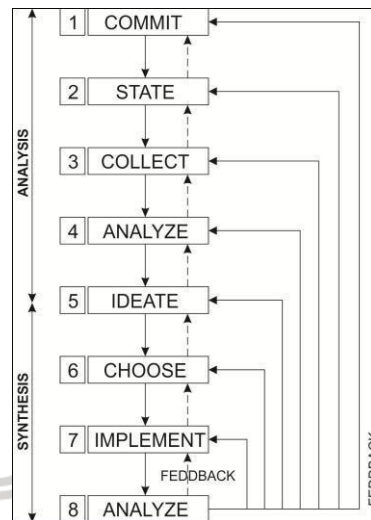 1 COMMIT
2 STATE
3 COLLECT
4 ANALYZE
5 IDEATE
6 CHOOSE
7 IMPLEMENT
FEDDBACK
8 ANALYZE
ANALYSIS
SYNTHESIS
FEDDBACK